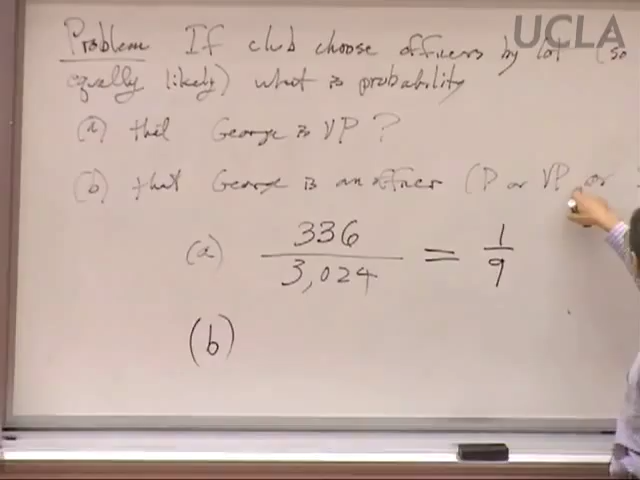 UCLA
Problem If club choose officers by lot (so
equally likely) what is probability
(a) that George is VP?
(b) that George is an officer (P or VP or
(a) 336/3,024 = 1/9
(b)